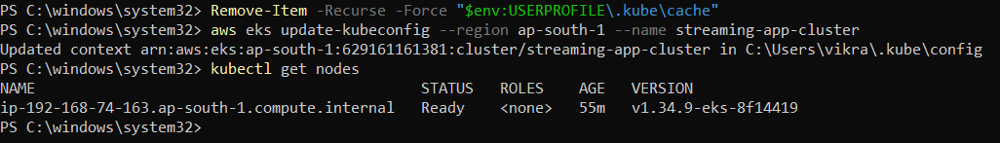 PS C:\windows\system32> Remove-Item -Recurse -Force "$env:USERPROFILE\.kube\cache"
PS C:\windows\system32> aws eks update-kubeconfig --region ap-south-1 --name streaming-app-cluster
Updated context arn:aws:eks:ap-south-1:629161161381:cluster/streaming-app-cluster in C:\Users\vikra\.kube\config
PS C:\windows\system32> kubectl get nodes
NAME STATUS ROLES AGE VERSION
ip-192-168-74-163.ap-south-1.compute.internal Ready <none> 55m v1.34.9-eks-8f14419
PS C:\windows\system32>